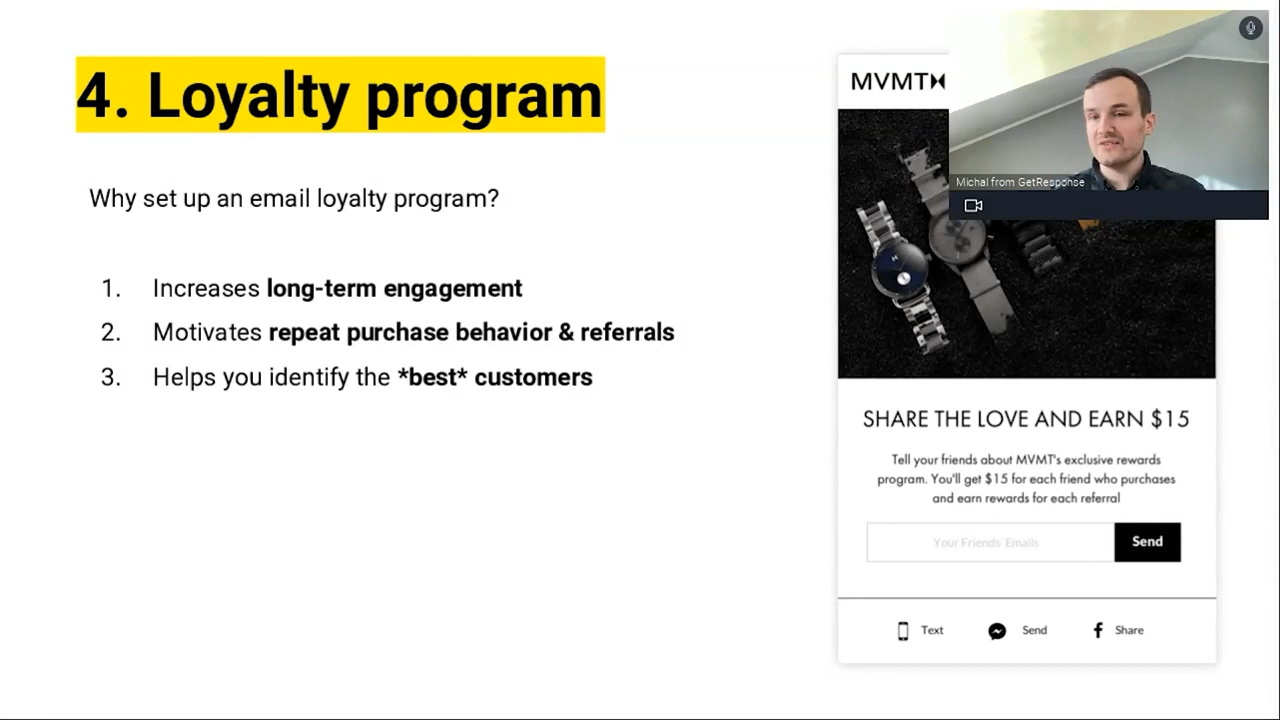 4. Loyalty program
Why set up an email loyalty program?
1. Increases long-term engagement
2. Motivates repeat purchase behavior & referrals
3. Helps you identify the *best* customers
MVMT
Michal from GetResponse
SHARE THE LOVE AND EARN $15
Tell your friends about MVMT's exclusive rewards
program. You'll get $15 for each friend who purchases
and earn rewards for each referral
Your Friends' Emails
Send
Text
Send
Share